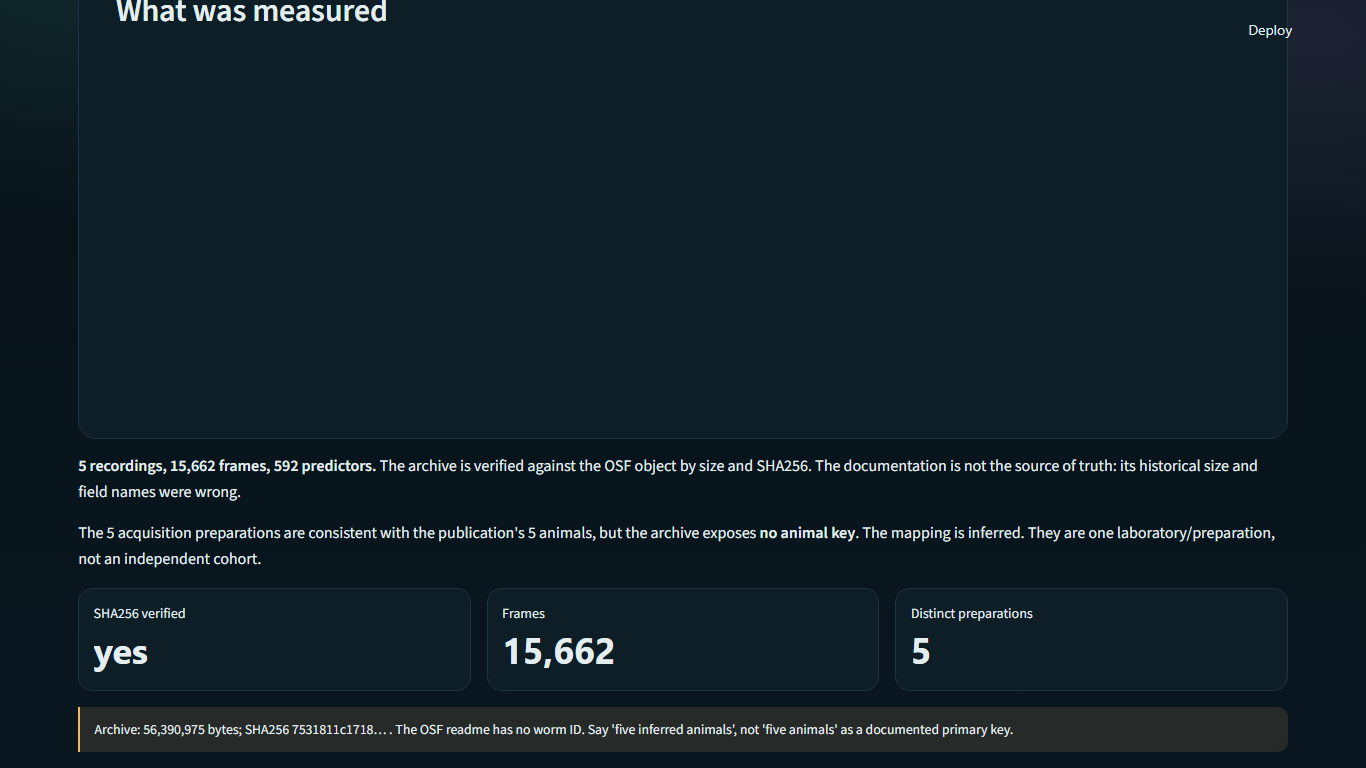 What was measured
Deploy
5 recordings, 15,662 frames, 592 predictors. The archive is verified against the OSF object by size and SHA256. The documentation is not the source of truth: its historical size and
field names were wrong.
The 5 acquisition preparations are consistent with the publication's 5 animals, but the archive exposes no animal key. The mapping is inferred. They are one laboratory/preparation,
not an independent cohort.
SHA256 verified
yes
Frames
15,662
Distinct preparations
5
Archive: 56,390,975 bytes; SHA256 7531811c1718… . The OSF readme has no worm ID. Say 'five inferred animals', not 'five animals' as a documented primary key.